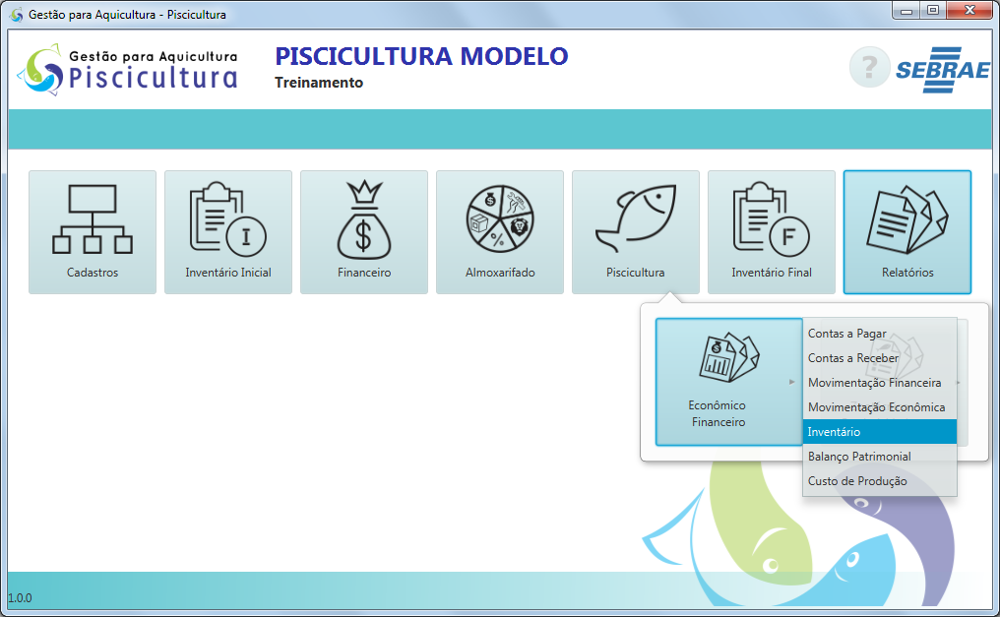 Gestão para Aquicultura - Piscicultura
Gestão para Aquicultura
Piscicultura
PISCICULTURA MODELO
Treinamento
?
SEBRAE
Cadastros
I
Inventário Inicial
$
Financeiro
$
%
Almoxarifado
Piscicultura
F
Inventário Final
Relatórios
$
Econômico
Financeiro
Contas a Pagar
Contas a Receber
Movimentação Financeira
Movimentação Econômica
Inventário
Balanço Patrimonial
Custo de Produção
1.0.0